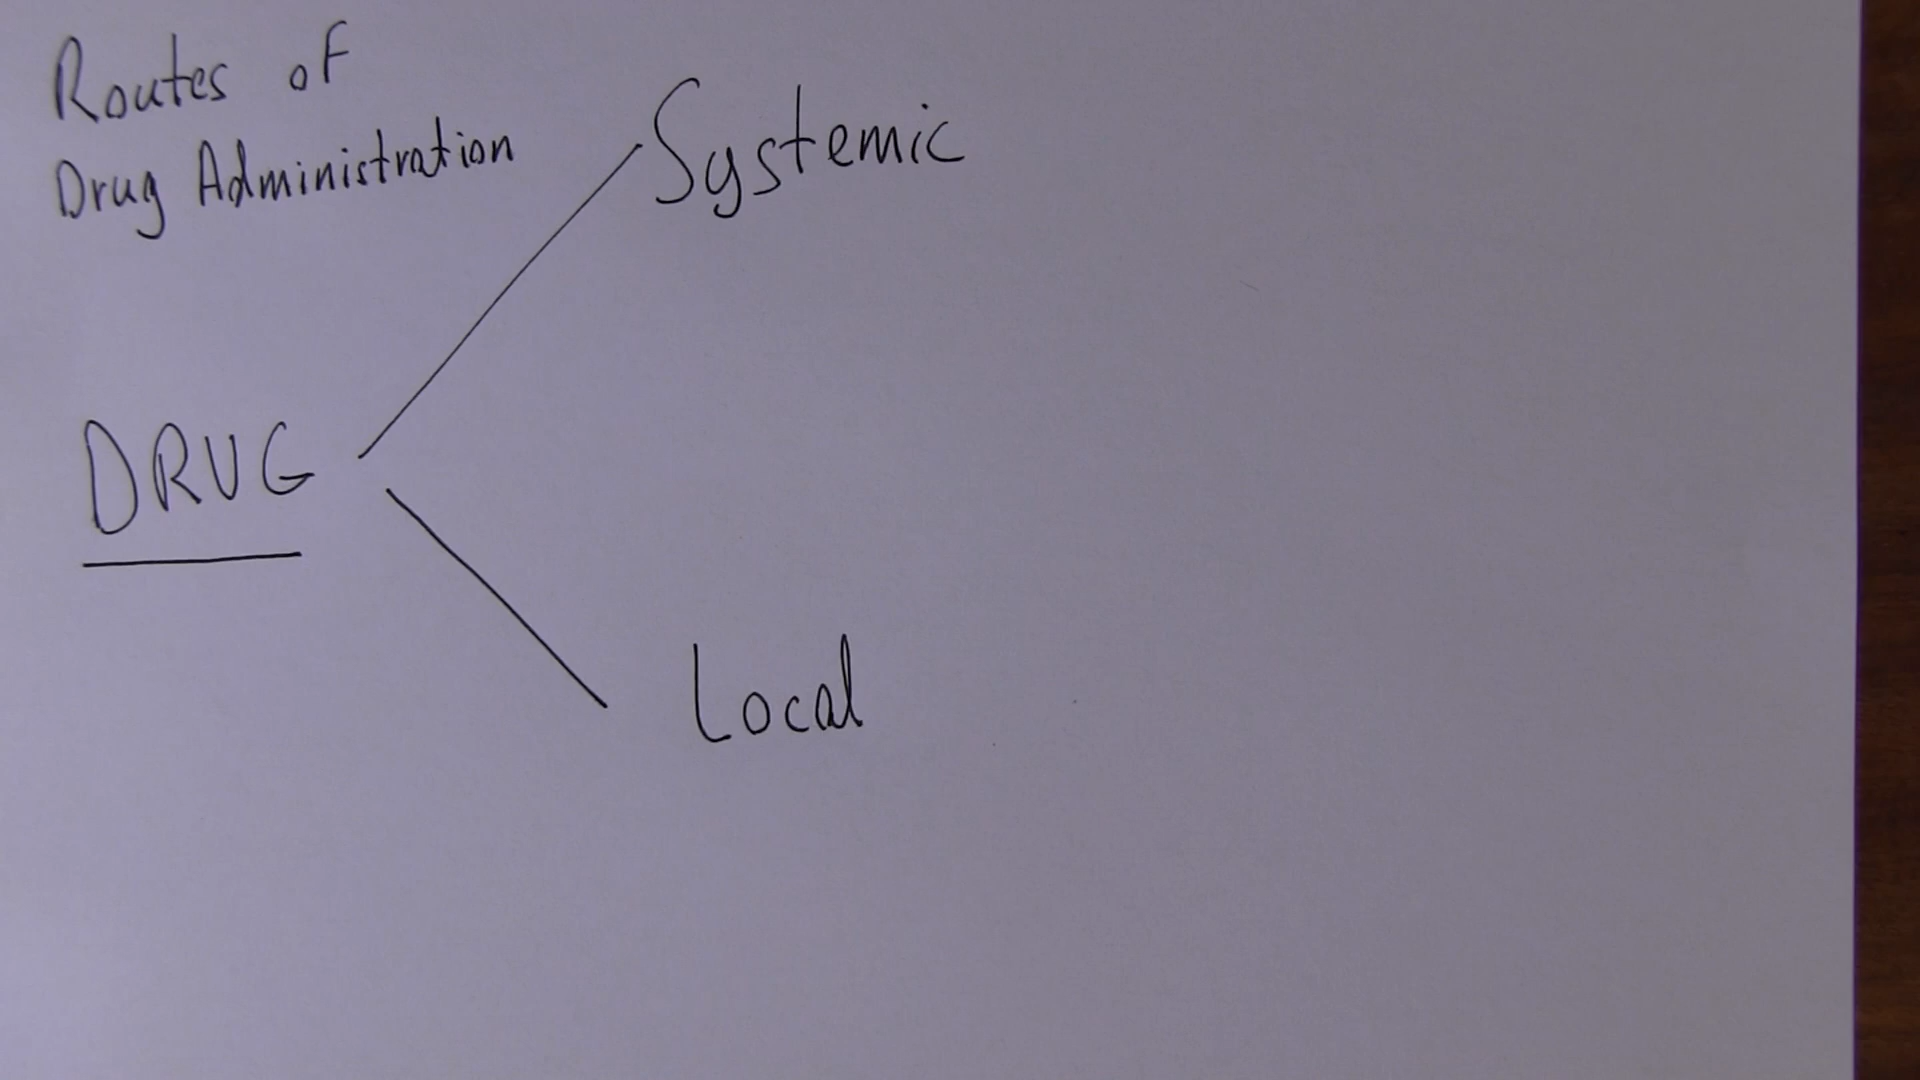 Routes of
Drug Administration
Systemic
DRUG
Local